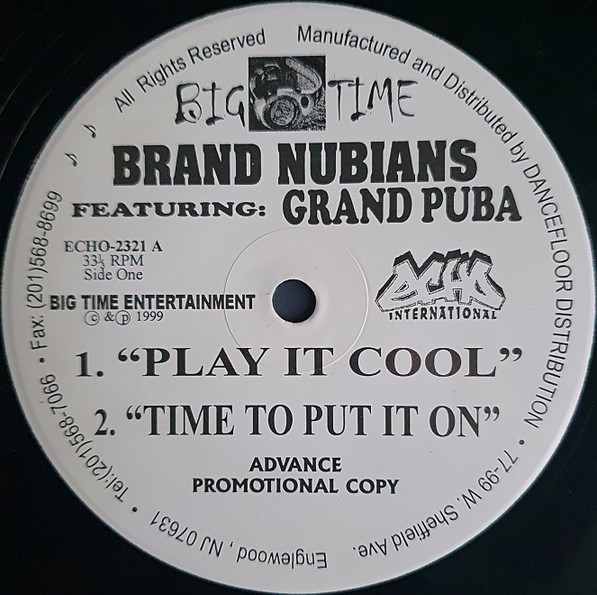 All Rights Reserved Manufactured and Distributed by DANCEFLOOR DISTRIBUTION • 77-99 W. Sheffield Ave. Englewood, NJ 07631 • Tel:(201)568-7066 • Fax: (201)568-8699
BIG TIME
BRAND NUBIANS
FEATURING: GRAND PUBA
ECHO-2321 A
33⅓ RPM
Side One
BIG TIME ENTERTAINMENT
© & ℗ 1999
ECHO
INTERNATIONAL
1. “PLAY IT COOL”
2. “TIME TO PUT IT ON”
ADVANCE
PROMOTIONAL COPY